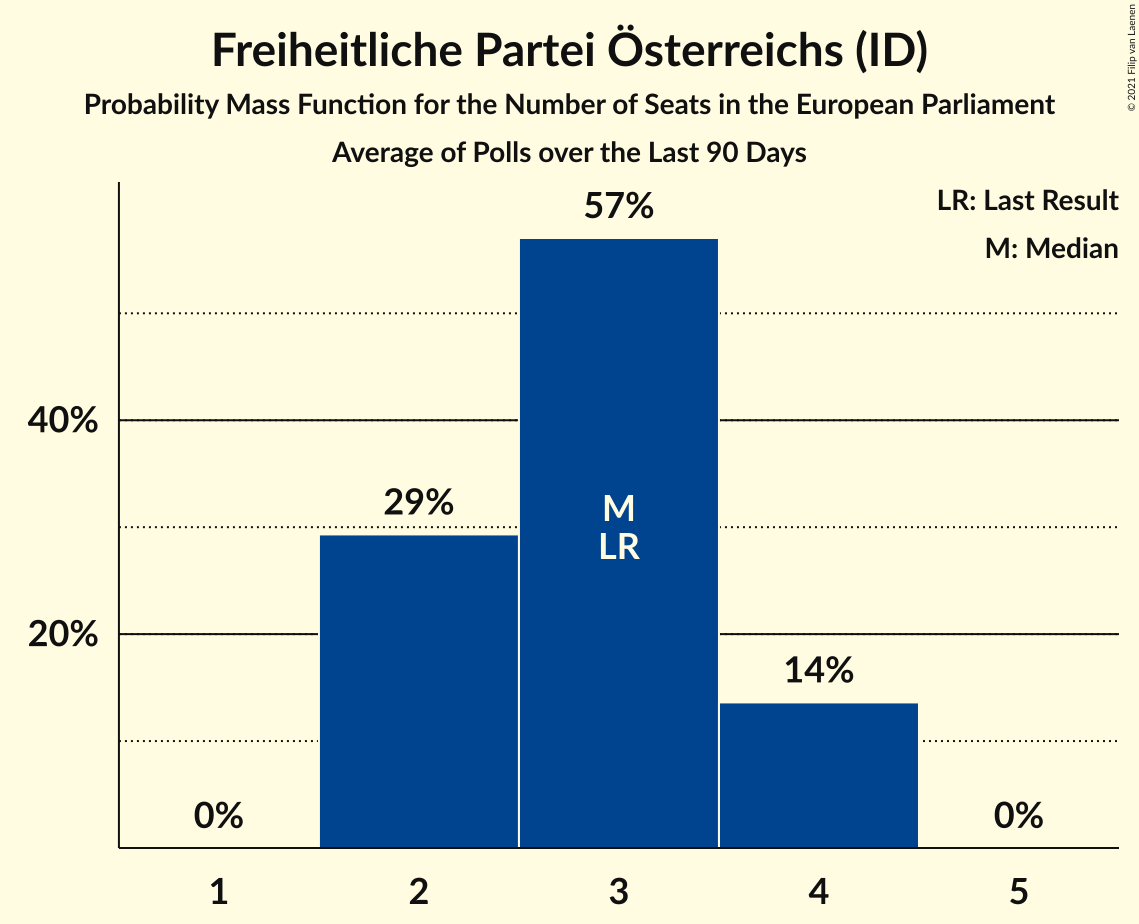 Freiheitliche Partei Österreichs (ID)
Probability Mass Function for the Number of Seats in the European Parliament
Average of Polls over the Last 90 Days
© 2021 Filip van Laenen
LR: Last Result
M: Median
57%
40%
29%
M
LR
20%
14%
0%
0%
1 2 3 4 5